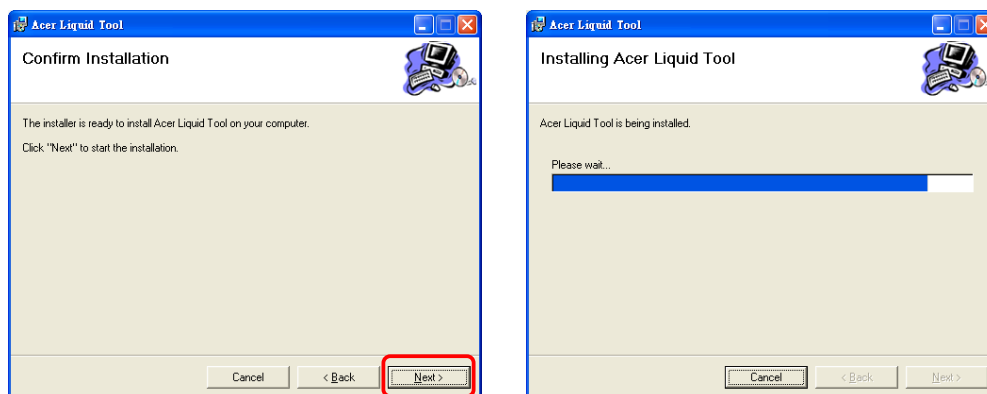 Acer Liquid Tool
Confirm Installation
The installer is ready to install Acer Liquid Tool on your computer.
Click "Next" to start the installation.
Cancel
< Back
Next >
Acer Liquid Tool
Installing Acer Liquid Tool
Acer Liquid Tool is being installed.
Please wait...
Cancel
< Back
Next >